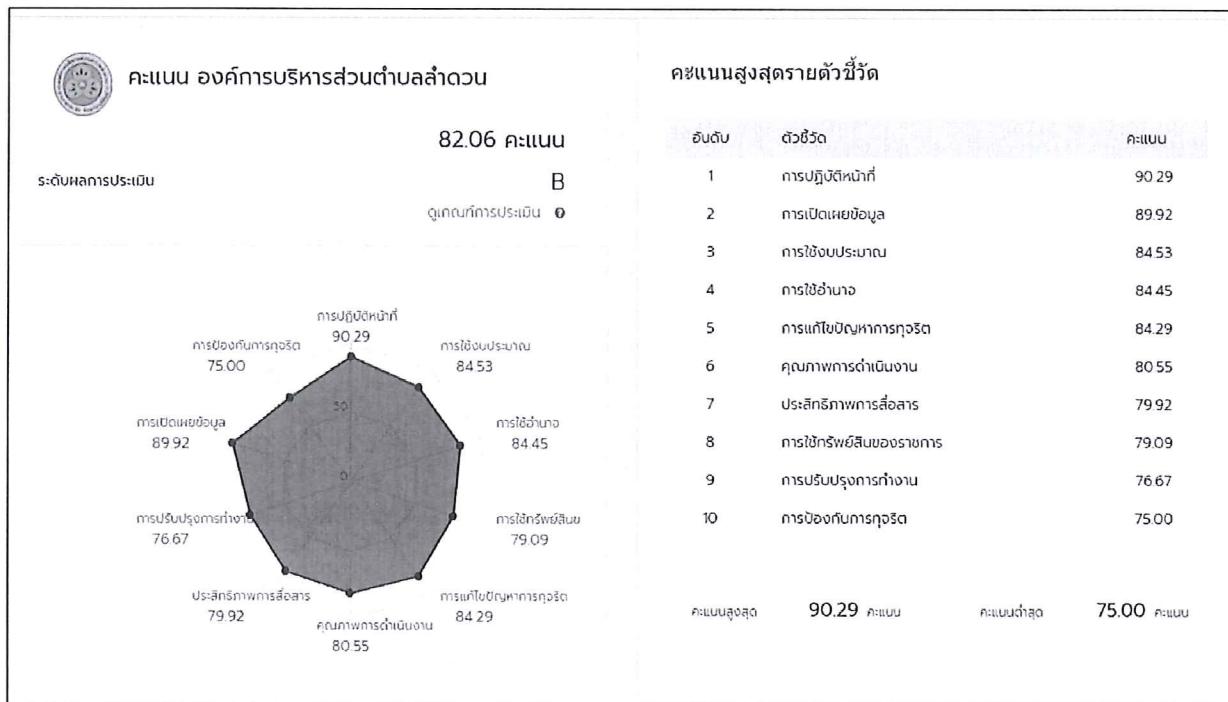 คะแนน องค์การบริหารส่วนตำบลลำดวน
82.06 คะแนน
ระดับผลการประเมิน
B
ดูเกณฑ์การประเมิน
การปฏิบัติหน้าที่
90.29
การป้องกันการทุจริต
75.00
การใช้งบประมาณ
84.53
50
การเปิดเผยข้อมูล
89.92
การใช้อำนาจ
84.45
0
การปรับปรุงการทำงาน
76.67
การใช้ทรัพย์สินข
79.09
ประสิทธิภาพการสื่อสาร
79.92
การแก้ไขปัญหาการทุจริต
84.29
คุณภาพการดำเนินงาน
80.55
คะแนนสูงสุดรายตัวชี้วัด
อันดับ ตัวชี้วัด คะแนน
1 การปฏิบัติหน้าที่ 90.29
2 การเปิดเผยข้อมูล 89.92
3 การใช้งบประมาณ 84.53
4 การใช้อำนาจ 84.45
5 การแก้ไขปัญหาการทุจริต 84.29
6 คุณภาพการดำเนินงาน 80.55
7 ประสิทธิภาพการสื่อสาร 79.92
8 การใช้ทรัพย์สินของราชการ 79.09
9 การปรับปรุงการทำงาน 76.67
10 การป้องกันการทุจริต 75.00
คะแนนสูงสุด 90.29 คะแนน คะแนนต่ำสุด 75.00 คะแนน